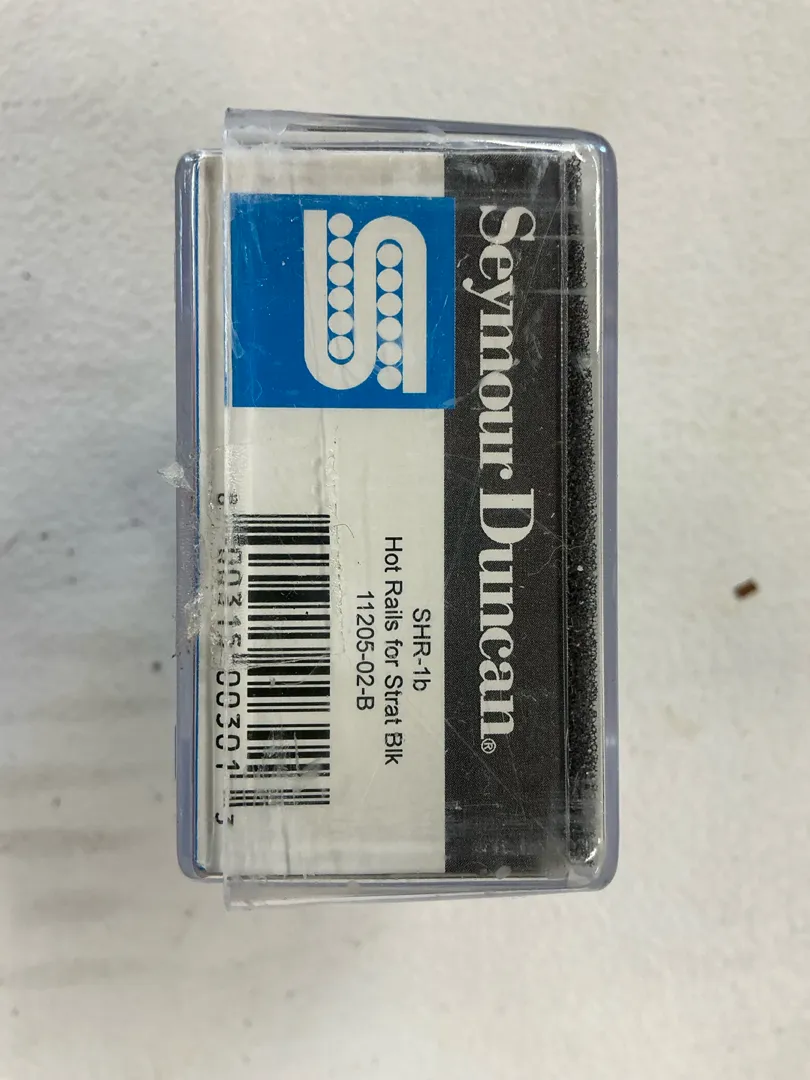 Seymour Duncan®
SHR-1b
Hot Rails for Strat Blk
11205-02-B